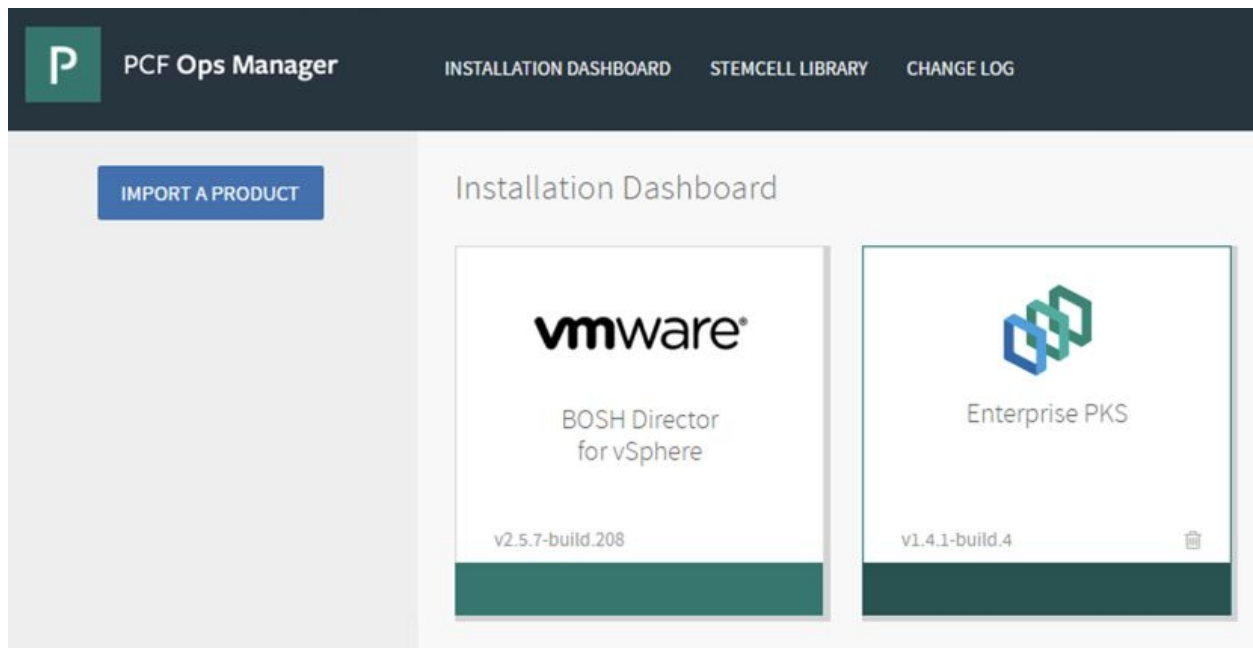 P PCF Ops Manager INSTALLATION DASHBOARD STEMCELL LIBRARY CHANGE LOG
IMPORT A PRODUCT
Installation Dashboard
vmware®
BOSH Director
for vSphere
v2.5.7-build.208
Enterprise PKS
v1.4.1-build.4